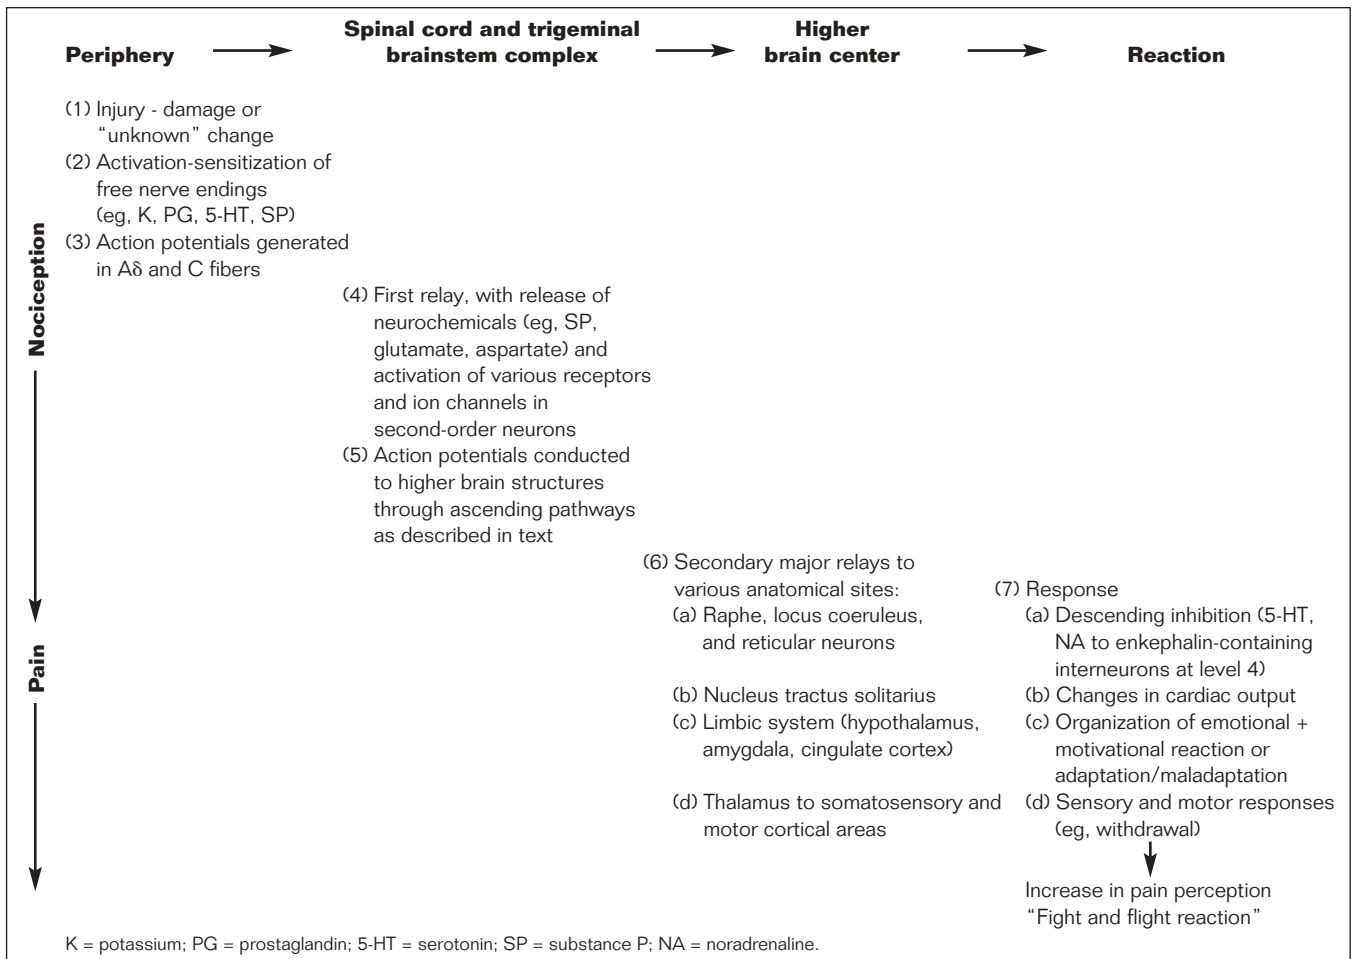 Periphery
Spinal cord and trigeminal
brainstem complex
Higher
brain center
Reaction
Nociception
Pain
(1) Injury - damage or
“unknown” change
(2) Activation-sensitization of
free nerve endings
(eg, K, PG, 5-HT, SP)
(3) Action potentials generated
in Aδ and C fibers
(4) First relay, with release of
neurochemicals (eg, SP,
glutamate, aspartate) and
activation of various receptors
and ion channels in
second-order neurons
(5) Action potentials conducted
to higher brain structures
through ascending pathways
as described in text
(6) Secondary major relays to
various anatomical sites:
(a) Raphe, locus coeruleus,
and reticular neurons
(b) Nucleus tractus solitarius
(c) Limbic system (hypothalamus,
amygdala, cingulate cortex)
(d) Thalamus to somatosensory and
motor cortical areas
(7) Response
(a) Descending inhibition (5-HT,
NA to enkephalin-containing
interneurons at level 4)
(b) Changes in cardiac output
(c) Organization of emotional +
motivational reaction or
adaptation/maladaptation
(d) Sensory and motor responses
(eg, withdrawal)
Increase in pain perception
“Fight and flight reaction”
K = potassium; PG = prostaglandin; 5-HT = serotonin; SP = substance P; NA = noradrenaline.